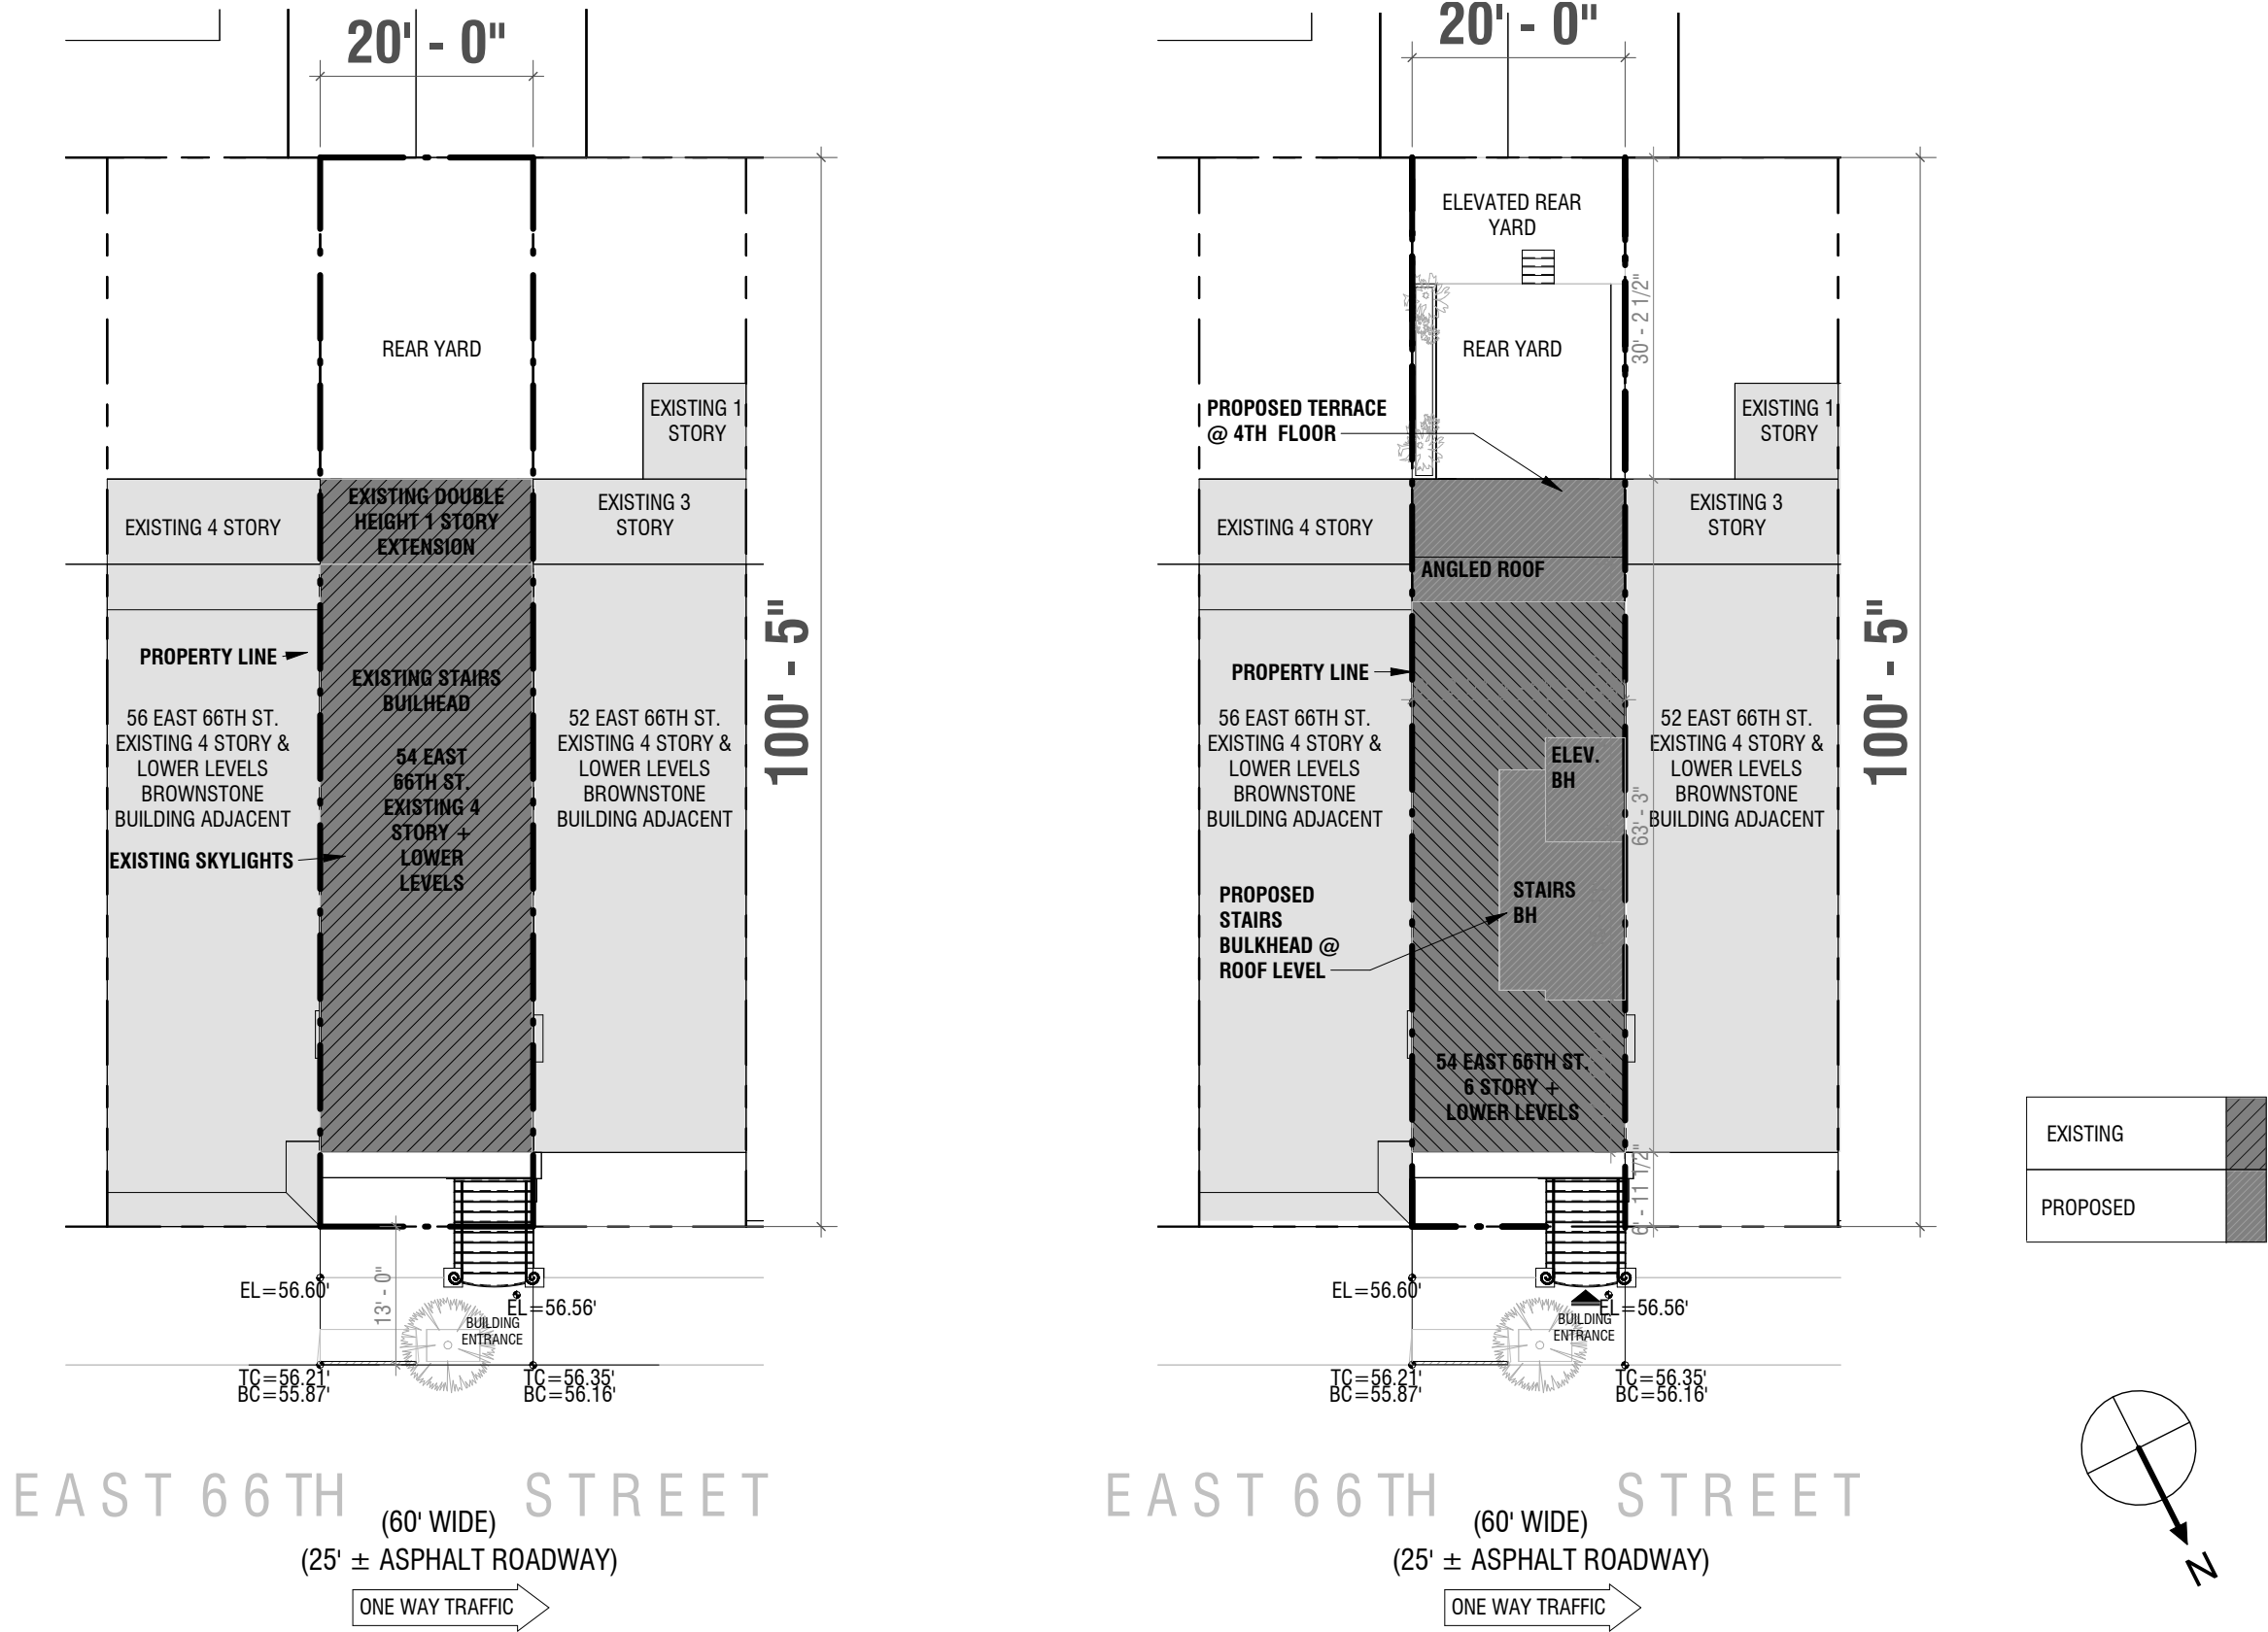 20' - 0"
REAR YARD
EXISTING 1
STORY
EXISTING 4 STORY
EXISTING DOUBLE
HEIGHT 1 STORY
EXTENSION
EXISTING 3
STORY
PROPERTY LINE
EXISTING STAIRS
BUILHEAD
56 EAST 66TH ST.
EXISTING 4 STORY &
LOWER LEVELS
BROWNSTONE
BUILDING ADJACENT
54 EAST
66TH ST.
EXISTING 4
STORY +
LOWER
LEVELS
52 EAST 66TH ST.
EXISTING 4 STORY &
LOWER LEVELS
BROWNSTONE
BUILDING ADJACENT
100' - 5"
EXISTING SKYLIGHTS
13' - 0"
EL=56.60'
EL=56.56'
BUILDING
ENTRANCE
TC=56.21'
BC=55.87'
TC=56.35'
BC=56.16'
EAST 66TH STREET
(60' WIDE)
(25' ± ASPHALT ROADWAY)
ONE WAY TRAFFIC
20' - 0"
ELEVATED REAR
YARD
30' - 2 1/2"
REAR YARD
PROPOSED TERRACE
@ 4TH FLOOR
EXISTING 1
STORY
EXISTING 4 STORY
EXISTING 3
STORY
ANGLED ROOF
PROPERTY LINE
56 EAST 66TH ST.
EXISTING 4 STORY &
LOWER LEVELS
BROWNSTONE
BUILDING ADJACENT
ELEV.
BH
63' - 3"
52 EAST 66TH ST.
EXISTING 4 STORY &
LOWER LEVELS
BROWNSTONE
BUILDING ADJACENT
100' - 5"
PROPOSED
STAIRS
BULKHEAD @
ROOF LEVEL
STAIRS
BH
54 EAST 66TH ST.
6 STORY +
LOWER LEVELS
6' - 11 1/2"
EL=56.60'
EL=56.56'
BUILDING
ENTRANCE
TC=56.21'
BC=55.87'
TC=56.35'
BC=56.16'
EAST 66TH STREET
(60' WIDE)
(25' ± ASPHALT ROADWAY)
ONE WAY TRAFFIC
EXISTING
PROPOSED
N